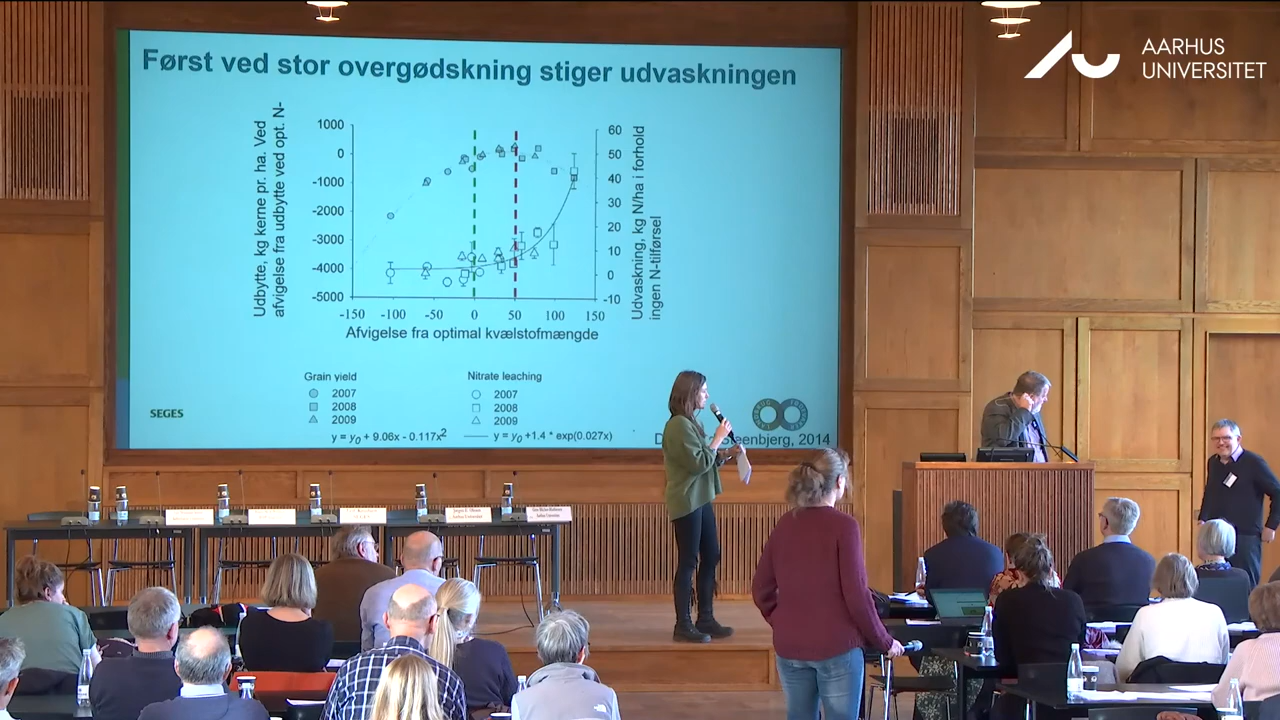 AARHUS
UNIVERSITET
Først ved stor overgødskning stiger udvaskningen
Udbytte, kg kerne pr. ha. Ved
afvigelse fra udbytte ved opt. N-
1000
0
-1000
-2000
-3000
-4000
-5000
60
50
40
30
20
10
0
-10
Udvaskning, kg N/ha i forhold
ingen N-tilførsel
-150 -100 -50 0 50 100 150
Afvigelse fra optimal kvælstofmængde
Grain yield
2007
2008
2009
y = y0 + 9.06x - 0.117x2
Nitrate leaching
2007
2008
2009
y = y0 +1.4 * exp(0.027x)
SEGES
eenbjerg, 2014